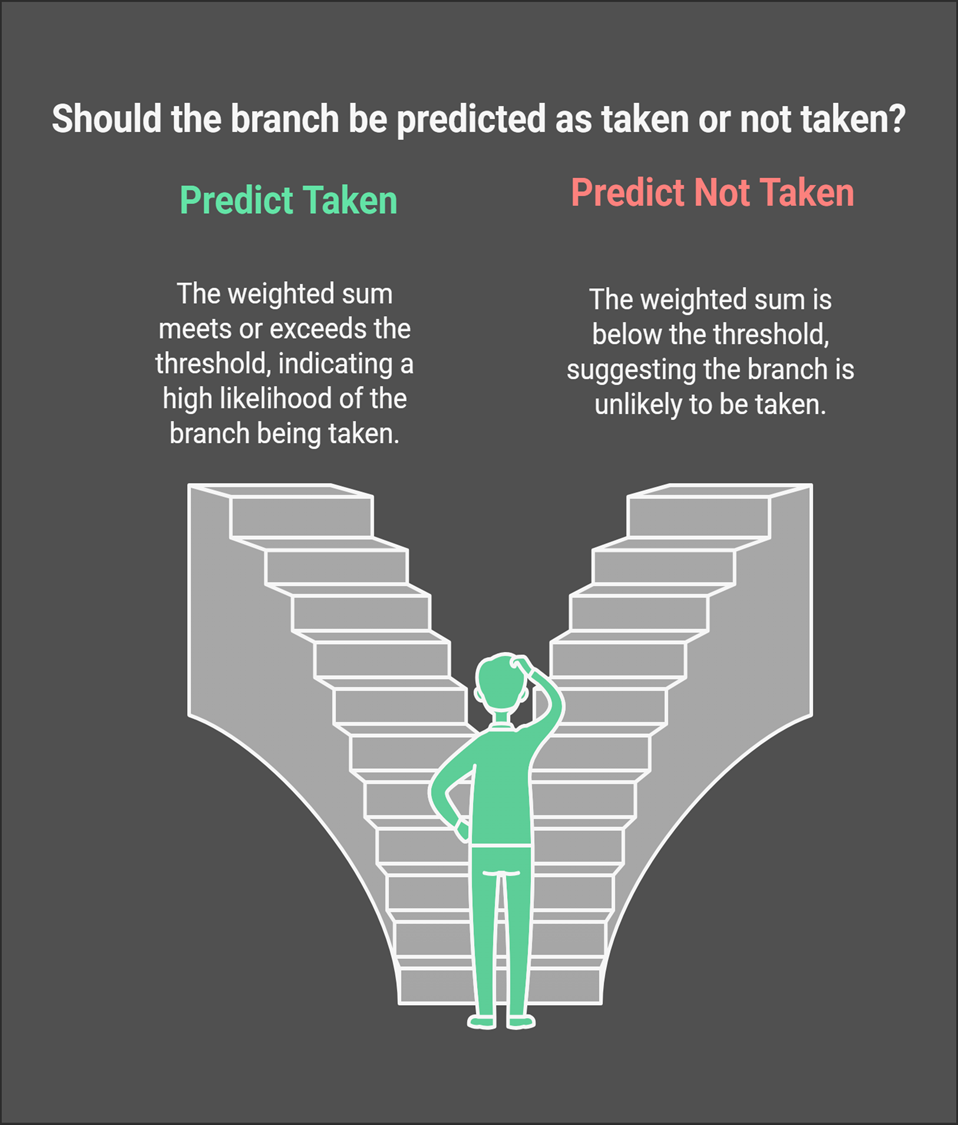 Should the branch be predicted as taken or not taken?
Predict Taken
The weighted sum
meets or exceeds the
threshold, indicating a
high likelihood of the
branch being taken.
Predict Not Taken
The weighted sum is
below the threshold,
suggesting the branch is
unlikely to be taken.